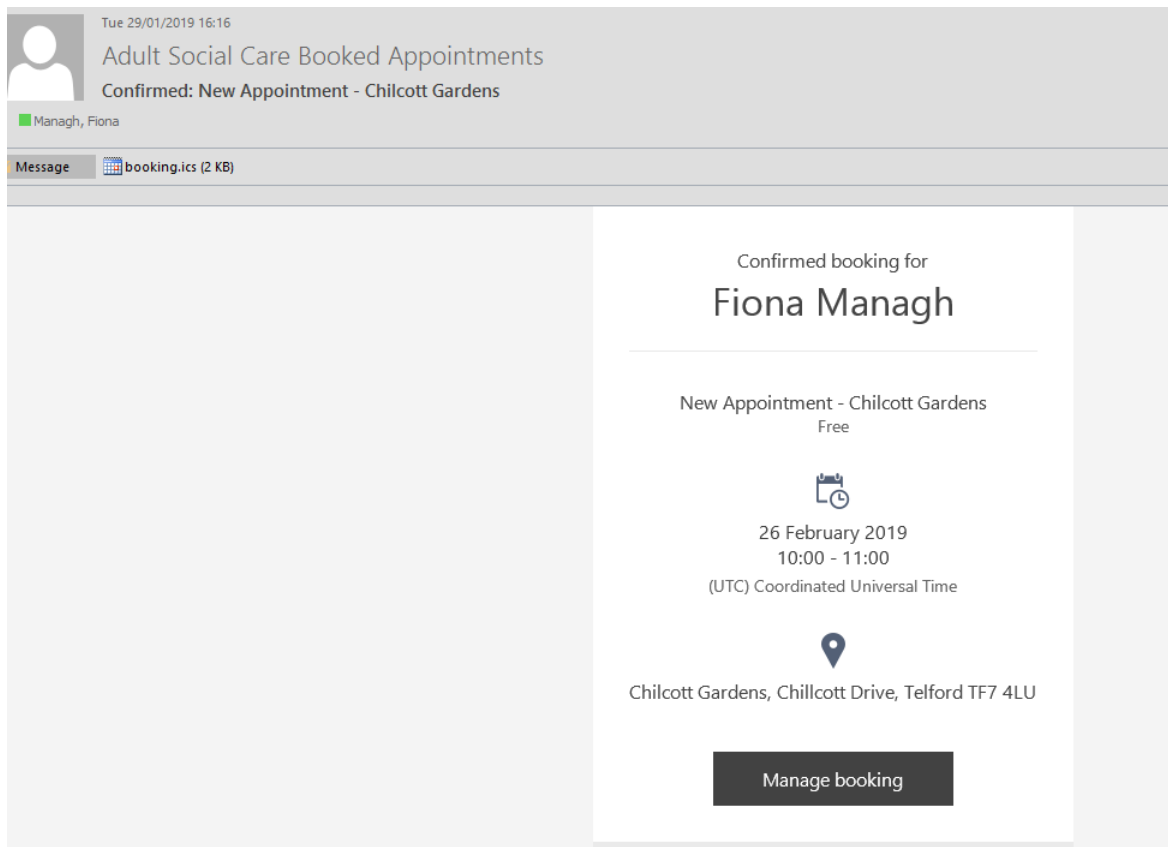 Tue 29/01/2019 16:16
Adult Social Care Booked Appointments
Confirmed: New Appointment - Chilcott Gardens
Managh, Fiona
Message
booking.ics (2 KB)
Confirmed booking for
Fiona Managh
New Appointment - Chilcott Gardens
Free
26 February 2019
10:00 - 11:00
(UTC) Coordinated Universal Time
Chilcott Gardens, Chillcott Drive, Telford TF7 4LU
Manage booking